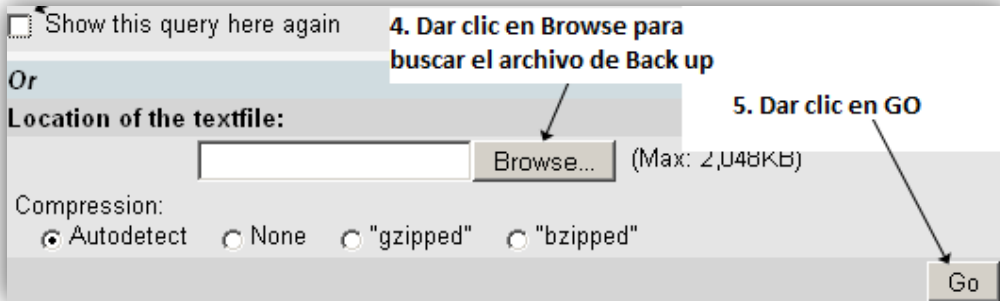 Show this query here again
4. Dar clic en Browse para
buscar el archivo de Back up
Or
5. Dar clic en GO
Location of the textfile:
Browse... (Max: 2,048KB)
Compression:
Autodetect None "gzipped" "bzipped"
Go